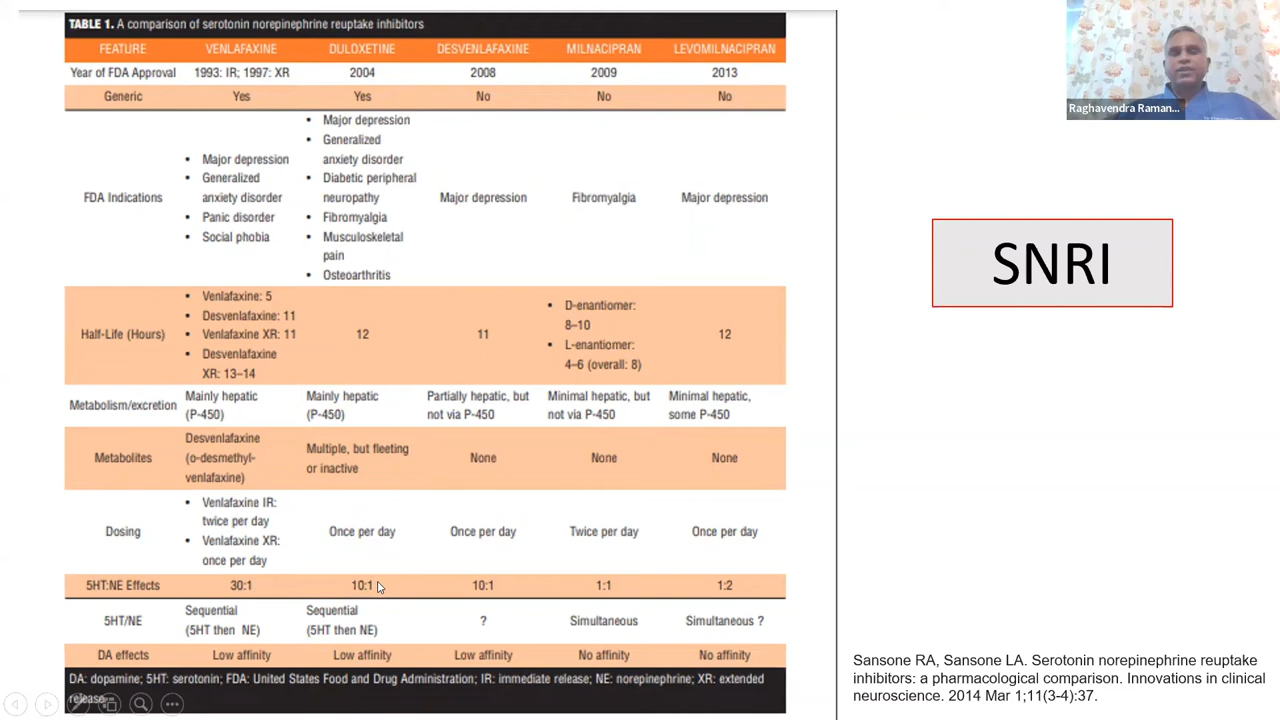 TABLE 1. A comparison of serotonin norepinephrine reuptake inhibitors
FEATURE VENLAFAXINE DULOXETINE DESVENLAFAXINE MILNACIPRAN LEVOMILNACIPRAN
Year of FDA Approval 1993: IR; 1997: XR 2004 2008 2009 2013
Generic Yes Yes No No No
FDA Indications
• Major depression
• Generalized
anxiety disorder
• Panic disorder
• Social phobia
• Major depression
• Generalized
anxiety disorder
• Diabetic peripheral
neuropathy
• Fibromyalgia
• Musculoskeletal
pain
• Osteoarthritis
Major depression
Fibromyalgia
Major depression
Half-Life (Hours)
• Venlafaxine: 5
• Desvenlafaxine: 11
• Venlafaxine XR: 11
• Desvenlafaxine
XR: 13–14
12
11
• D-enantiomer:
8–10
• L-enantiomer:
4–6 (overall: 8)
12
Metabolism/excretion
Mainly hepatic
(P-450)
Mainly hepatic
(P-450)
Partially hepatic, but
not via P-450
Minimal hepatic, but
not via P-450
Minimal hepatic,
some P-450
Metabolites
Desvenlafaxine
(o-desmethyl-
venlafaxine)
Multiple, but fleeting
or inactive
None
None
None
Dosing
• Venlafaxine IR:
twice per day
• Venlafaxine XR:
once per day
Once per day
Once per day
Twice per day
Once per day
5HT:NE Effects 30:1 10:1 10:1 1:1 1:2
5HT/NE
Sequential
(5HT then NE)
Sequential
(5HT then NE)
?
Simultaneous
Simultaneous ?
DA effects Low affinity Low affinity Low affinity No affinity No affinity
DA: dopamine; 5HT: serotonin; FDA: United States Food and Drug Administration; IR: immediate release; NE: norepinephrine; XR: extended
release
Raghavendra Raman...
SNRI
Sansone RA, Sansone LA. Serotonin norepinephrine reuptake
inhibitors: a pharmacological comparison. Innovations in clinical
neuroscience. 2014 Mar 1;11(3-4):37.